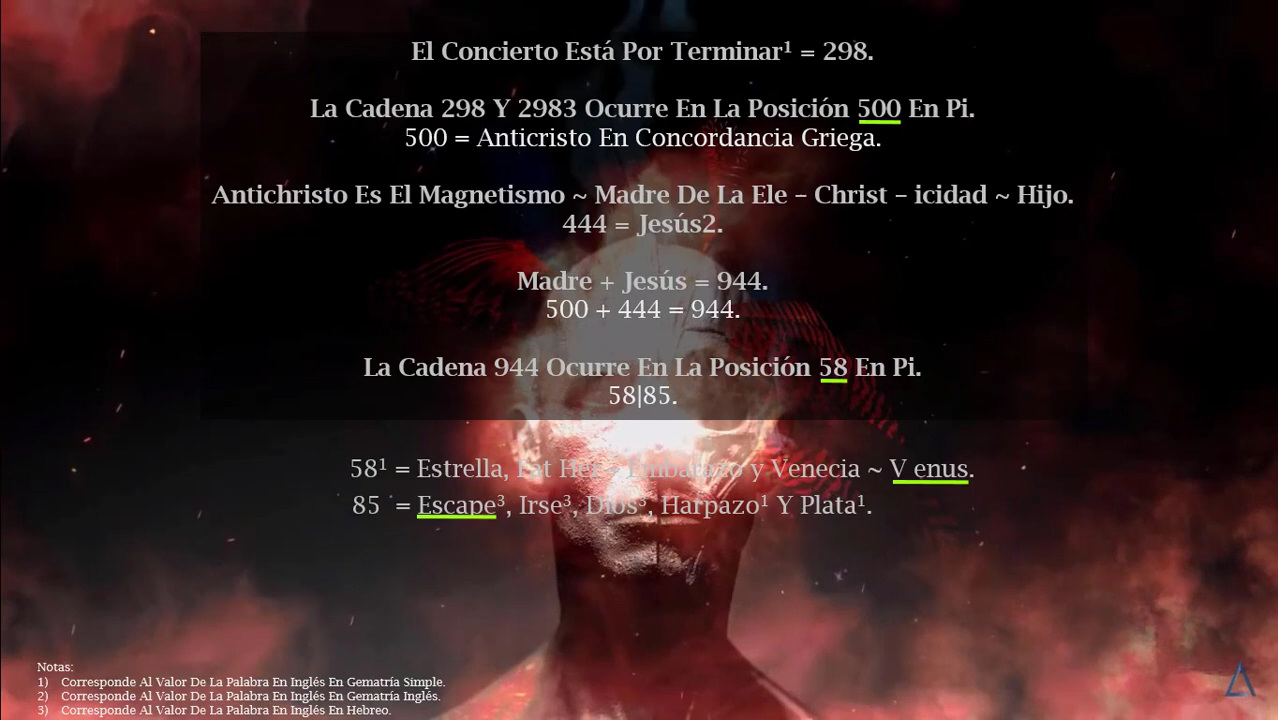 El Concierto Está Por Terminar¹ = 298.
La Cadena 298 Y 2983 Ocurre En La Posición 500 En Pi.
500 = Anticristo En Concordancia Griega.
Antichristo Es El Magnetismo ~ Madre De La Ele – Christ – icidad ~ Hijo.
444 = Jesús2.
Madre + Jesús = 944.
500 + 444 = 944.
La Cadena 944 Ocurre En La Posición 58 En Pi.
58|85.
58¹ = Estrella, Eat Her ~ Embarazo y Venecia ~ V enus.
85 = Escape³, Irse³, Dios³, Harpazo¹ Y Plata¹.
Notas:
1) Corresponde Al Valor De La Palabra En Inglés En Gematría Simple.
2) Corresponde Al Valor De La Palabra En Inglés En Gematría Inglés.
3) Corresponde Al Valor De La Palabra En Inglés En Hebreo.